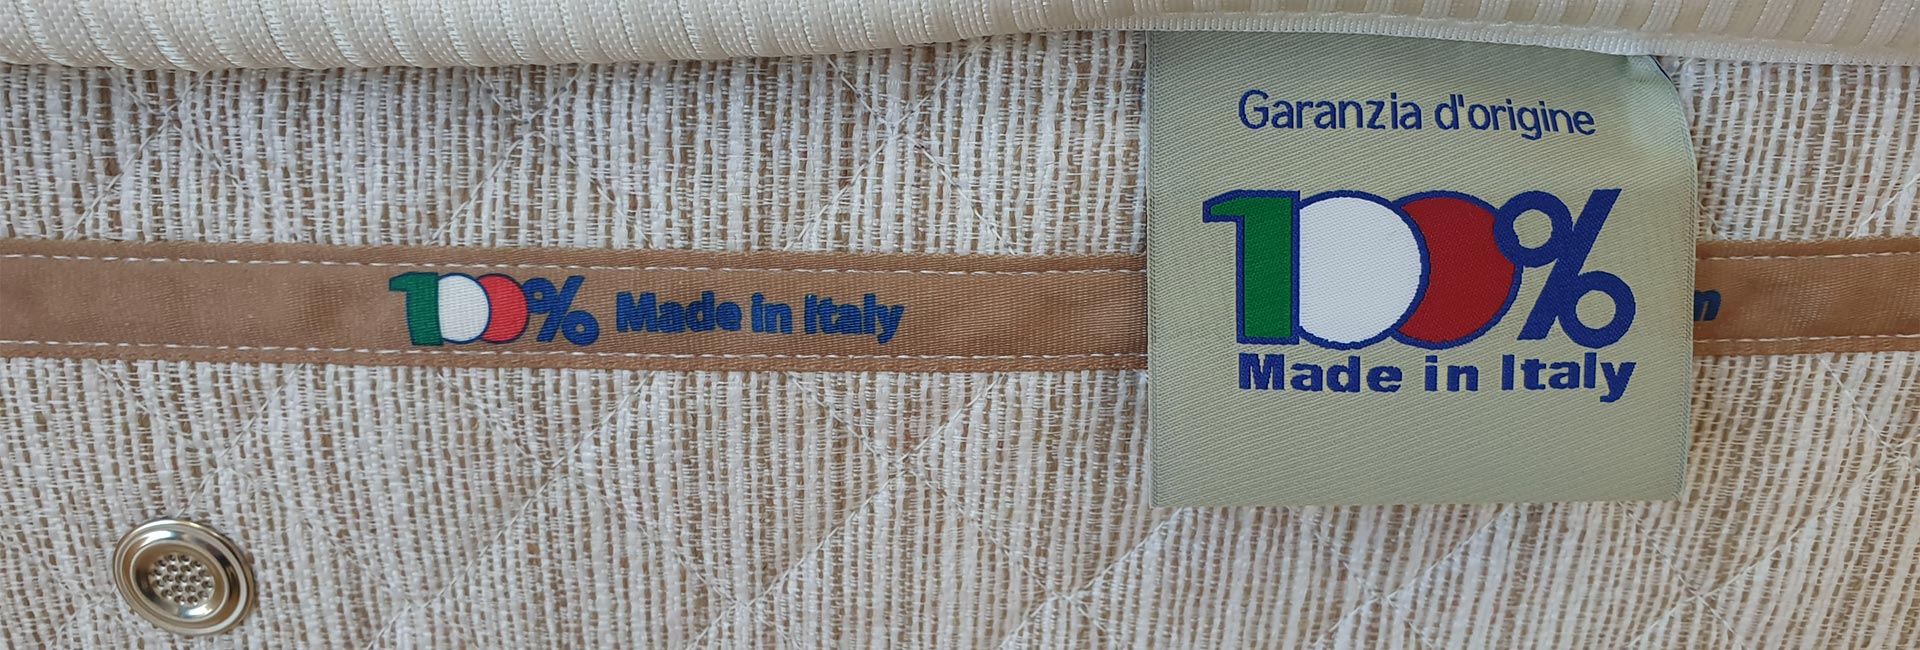 100% Made in Italy
Garanzia d'origine
100%
Made in Italy